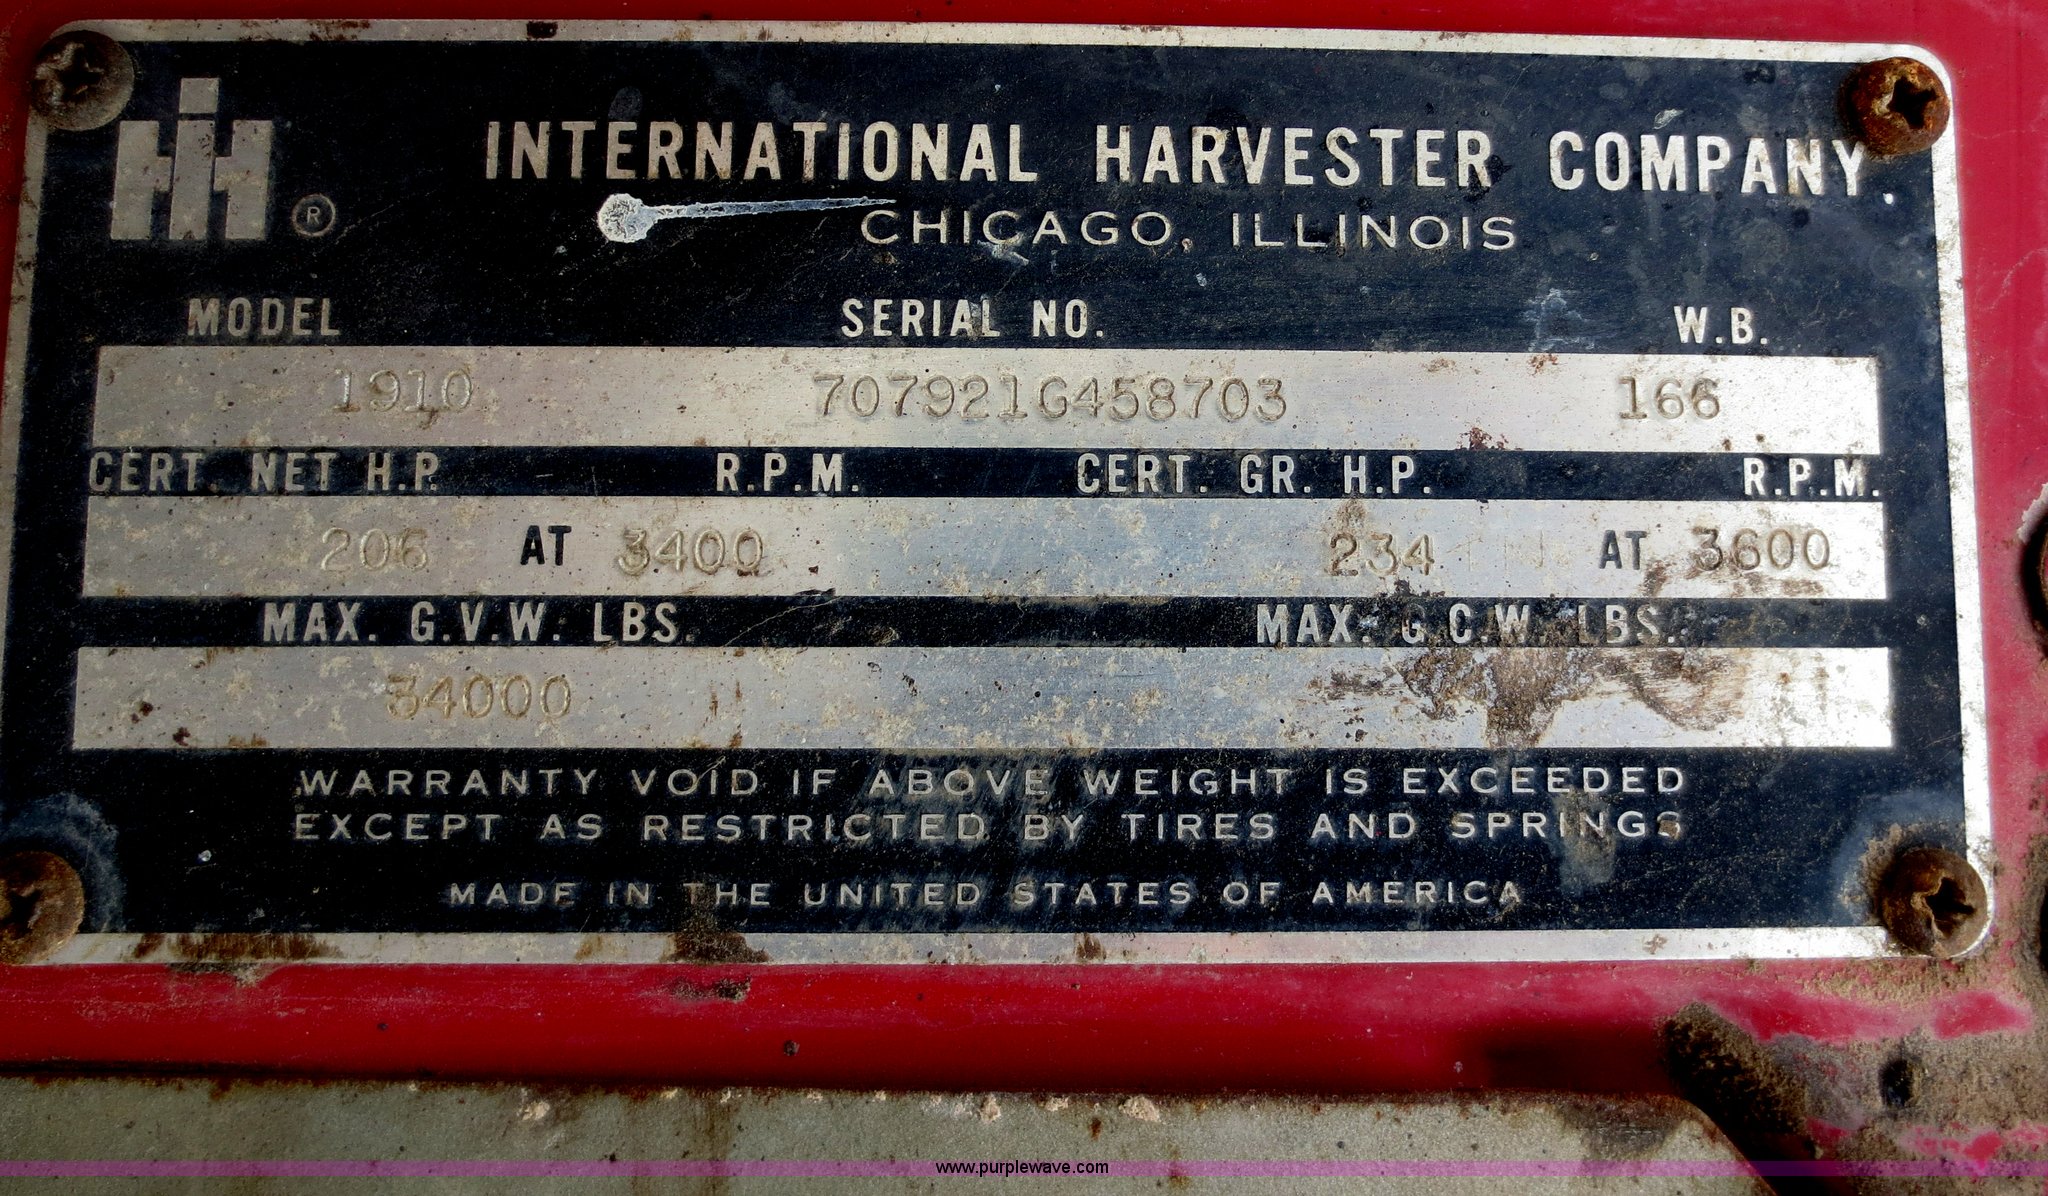 IH ®
INTERNATIONAL HARVESTER COMPANY
CHICAGO, ILLINOIS
MODEL SERIAL NO. W.B.
1910 707921G458703 166
CERT. NET H.P. R.P.M. CERT. GR. H.P. R.P.M.
206 AT 3400 234 AT 3600
MAX. G.V.W. LBS. MAX. G.C.W. LBS.
34000
WARRANTY VOID IF ABOVE WEIGHT IS EXCEEDED
EXCEPT AS RESTRICTED BY TIRES AND SPRINGS
MADE IN THE UNITED STATES OF AMERICA
www.purplewave.com